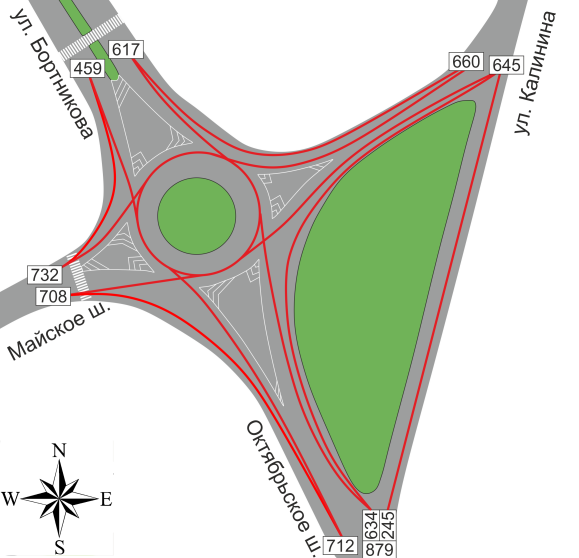 ул. Бортникова
617
459
660
645
ул. Калинина
732
708
Майское ш.
Октябрьское ш.
N
W
E
S
712
634
245
879